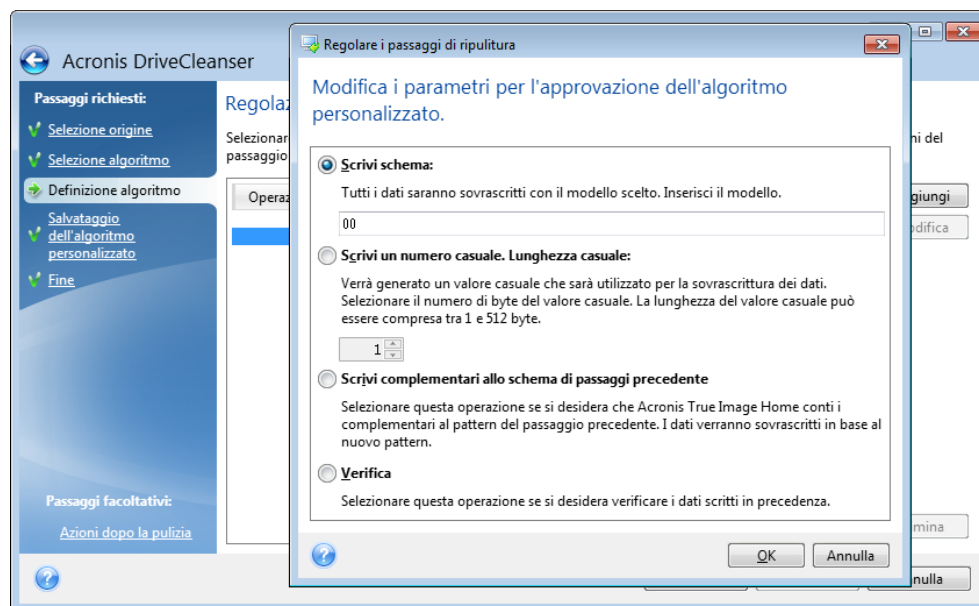 Acronis DriveCleanser
Passaggi richiesti:
Selezione origine
Selezione algoritmo
Definizione algoritmo
Salvataggio
dell'algoritmo
personalizzato
Fine
Passaggi facoltativi:
Azioni dopo la pulizia
Regolare i passaggi di ripulitura
Modifica i parametri per l'approvazione dell'algoritmo
personalizzato.
Scrivi schema:
Tutti i dati saranno sovrascritti con il modello scelto. Inserisci il modello.
00
Scrivi un numero casuale. Lunghezza casuale:
Verrà generato un valore casuale che sarà utilizzato per la sovrascrittura dei dati.
Selezionare il numero di byte del valore casuale. La lunghezza del valore casuale può
essere compresa tra 1 e 512 byte.
1
Scrivi complementari allo schema di passaggi precedente
Selezionare questa operazione se si desidera che Acronis True Image Home conti i
complementari al pattern del passaggio precedente. I dati verranno sovrascritti in base al
nuovo pattern.
Verifica
Selezionare questa operazione se si desidera verificare i dati scritti in precedenza.
OK
Annulla
passaggio
del